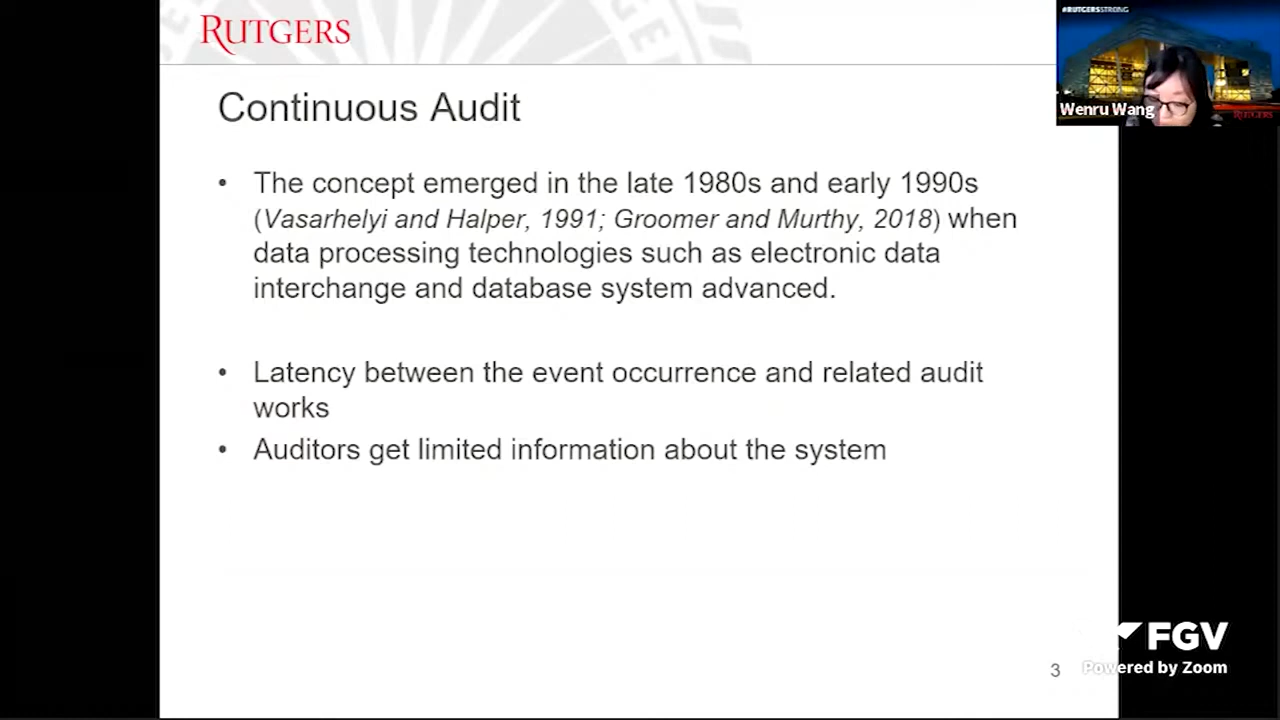 RUTGERS
#RUTGERSSTRONG
Wenru Wang
RUTGERS
Continuous Audit
• The concept emerged in the late 1980s and early 1990s
(Vasarhelyi and Halper, 1991; Groomer and Murthy, 2018) when
data processing technologies such as electronic data
interchange and database system advanced.
• Latency between the event occurrence and related audit
works
• Auditors get limited information about the system
3
FGV
Powered by Zoom